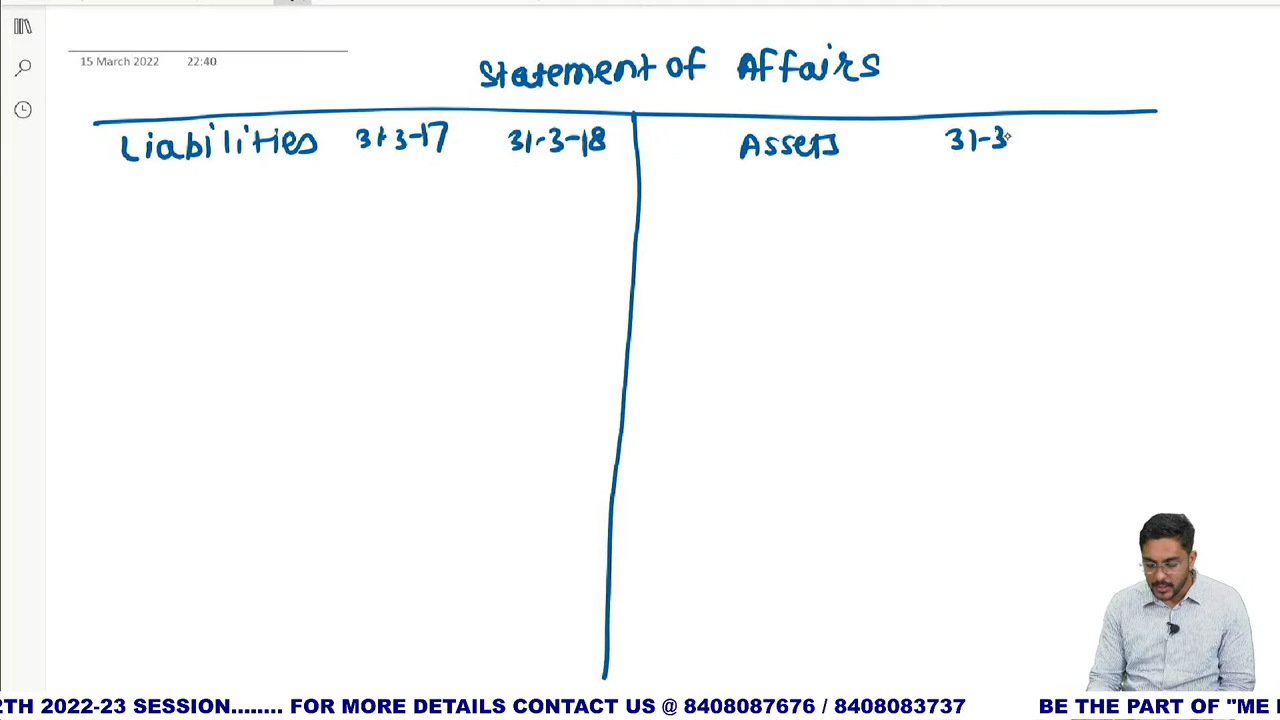 15 March 2022 22:40
Statement of Affairs
Liabilities 31-3-17 31-3-18 Assets 31-3
2TH 2022-23 SESSION........ FOR MORE DETAILS CONTACT US @ 8408087676 / 8408083737 BE THE PART OF "ME